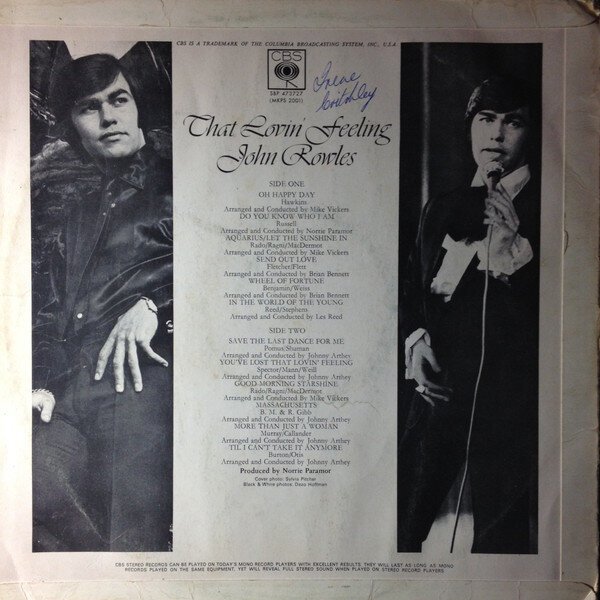 CBS IS A TRADEMARK OF THE COLUMBIA BROADCASTING SYSTEM, INC., U.S.A.
CBS
SBP 473727
(MKPS 2001)
Irene
Critchley
That Lovin' Feeling
John Rowles
SIDE ONE
OH HAPPY DAY
Hawkins
Arranged and Conducted by Mike Vickers
DO YOU KNOW WHO I AM
Russell
Arranged and Conducted by Norrie Paramor
AQUARIUS/LET THE SUNSHINE IN
Rado/Ragni/MacDermot
Arranged and Conducted by Mike Vickers
SEND OUT LOVE
Fletcher/Flett
Arranged and Conducted by Brian Bennett
WHEEL OF FORTUNE
Benjamin/Weiss
Arranged and Conducted by Brian Bennett
IN THE WORLD OF THE YOUNG
Reed/Stephens
Arranged and Conducted by Les Reed
SIDE TWO
SAVE THE LAST DANCE FOR ME
Pomus/Shuman
Arranged and Conducted by Johnny Arthey
YOU'VE LOST THAT LOVIN' FEELING
Spector/Mann/Weill
Arranged and Conducted by Johnny Arthey
GOOD MORNING STARSHINE
Rado/Ragni/MacDermot
Arranged and Conducted by Mike Vickers
MASSACHUSETTS
B. M. & R. Gibb
Arranged and Conducted by Johnny Arthey
MORE THAN JUST A WOMAN
Murray/Callander
Arranged and Conducted by Johnny Arthey
TIL I CAN'T TAKE IT ANYMORE
Burton/Otis
Arranged and Conducted by Johnny Arthey
Produced by Norrie Paramor
Cover photo: Sylvia Pitcher
Black & White photos: Dezo Hoffman
CBS STEREO RECORDS CAN BE PLAYED ON TODAY'S MONO RECORD PLAYERS WITH EXCELLENT RESULTS. THEY WILL LAST AS LONG AS MONO
RECORDS PLAYED ON THE SAME EQUIPMENT, YET WILL REVEAL FULL STEREO SOUND WHEN PLAYED ON STEREO RECORD PLAYERS